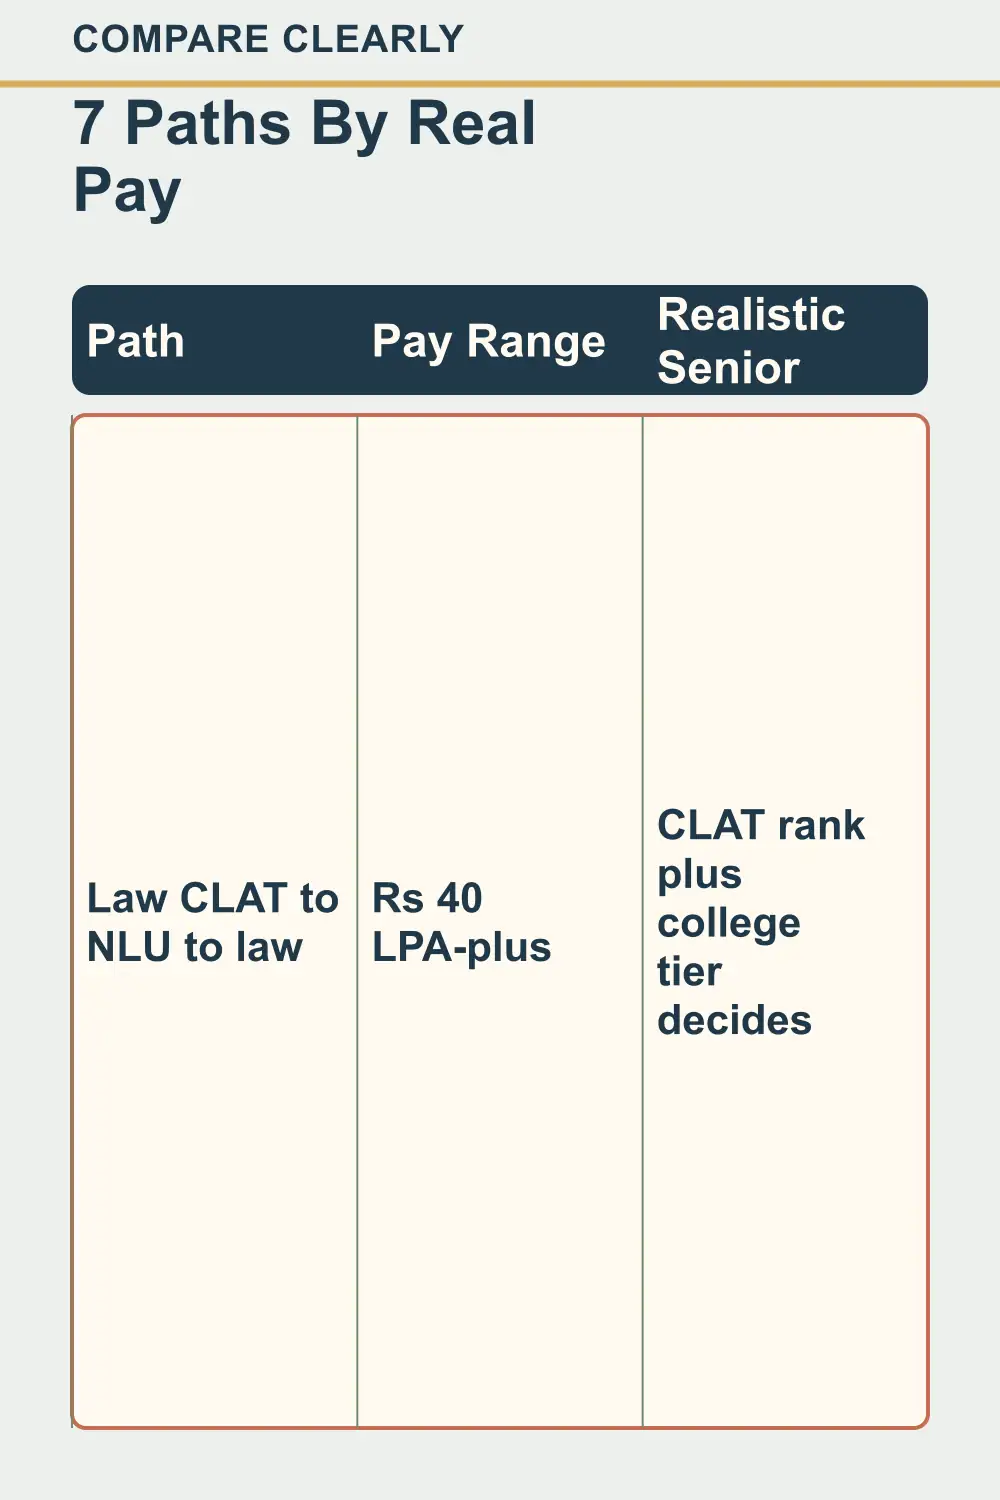 COMPARE CLEARLY
7 Paths By Real
Pay
Path
Pay Range
Realistic
Senior
Law CLAT to
NLU to law
Rs 40
LPA-plus
CLAT rank
plus
college
tier
decides